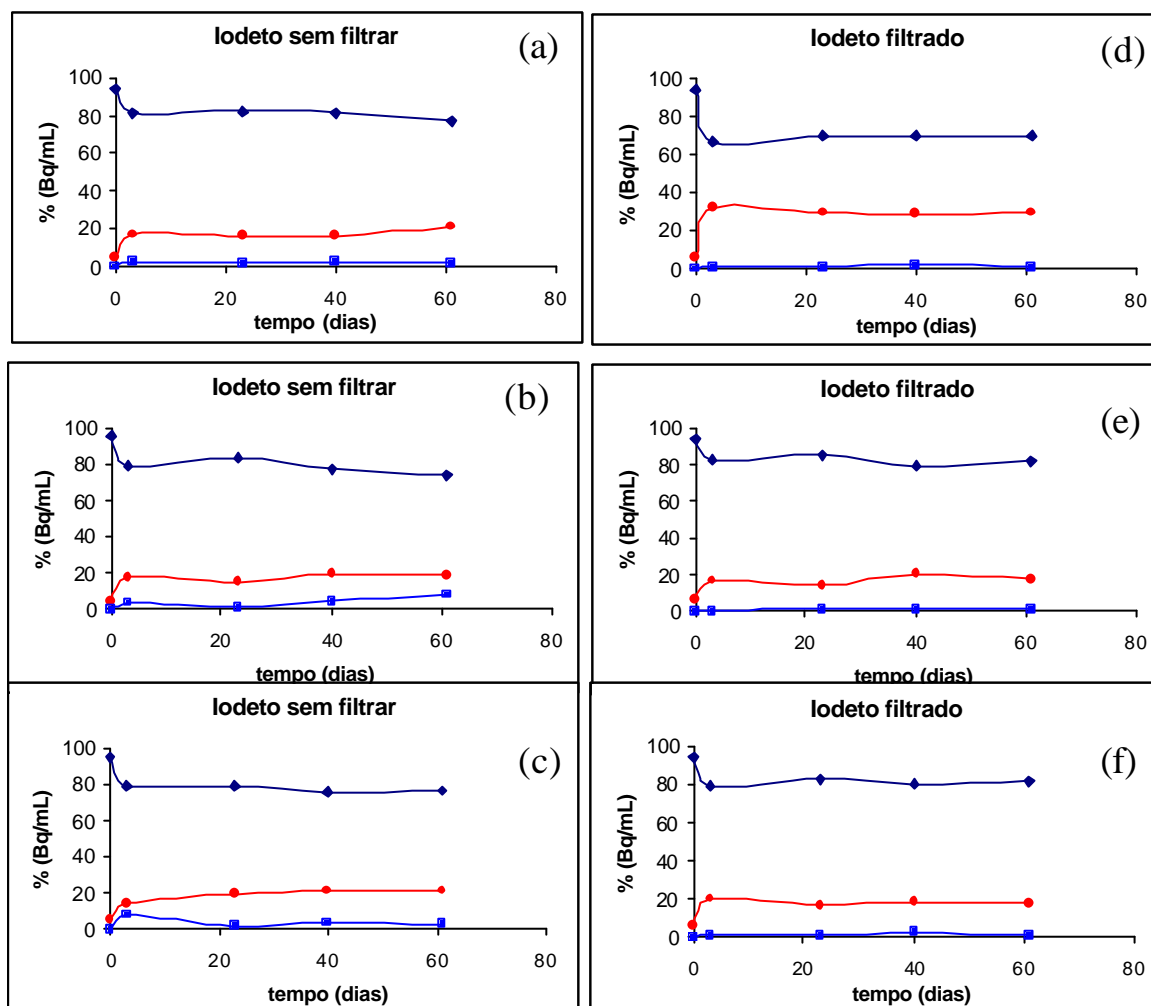 Iodeto sem filtrar
(a)
% (Bq/mL)
100
80
60
40
20
0
0 20 40 60 80
tempo (dias)
Iodeto filtrado
(d)
% (Bq/mL)
100
80
60
40
20
0
0 20 40 60 80
tempo (dias)
Iodeto sem filtrar
(b)
% (Bq/mL)
100
80
60
40
20
0
0 20 40 60 80
tempo (dias)
Iodeto filtrado
(e)
% (Bq/mL)
100
80
60
40
20
0
0 20 40 60 80
tempo (dias)
Iodeto sem filtrar
(c)
% (Bq/mL)
100
80
60
40
20
0
0 20 40 60 80
tempo (dias)
Iodeto filtrado
(f)
% (Bq/mL)
100
80
60
40
20
0
0 20 40 60 80
tempo (dias)